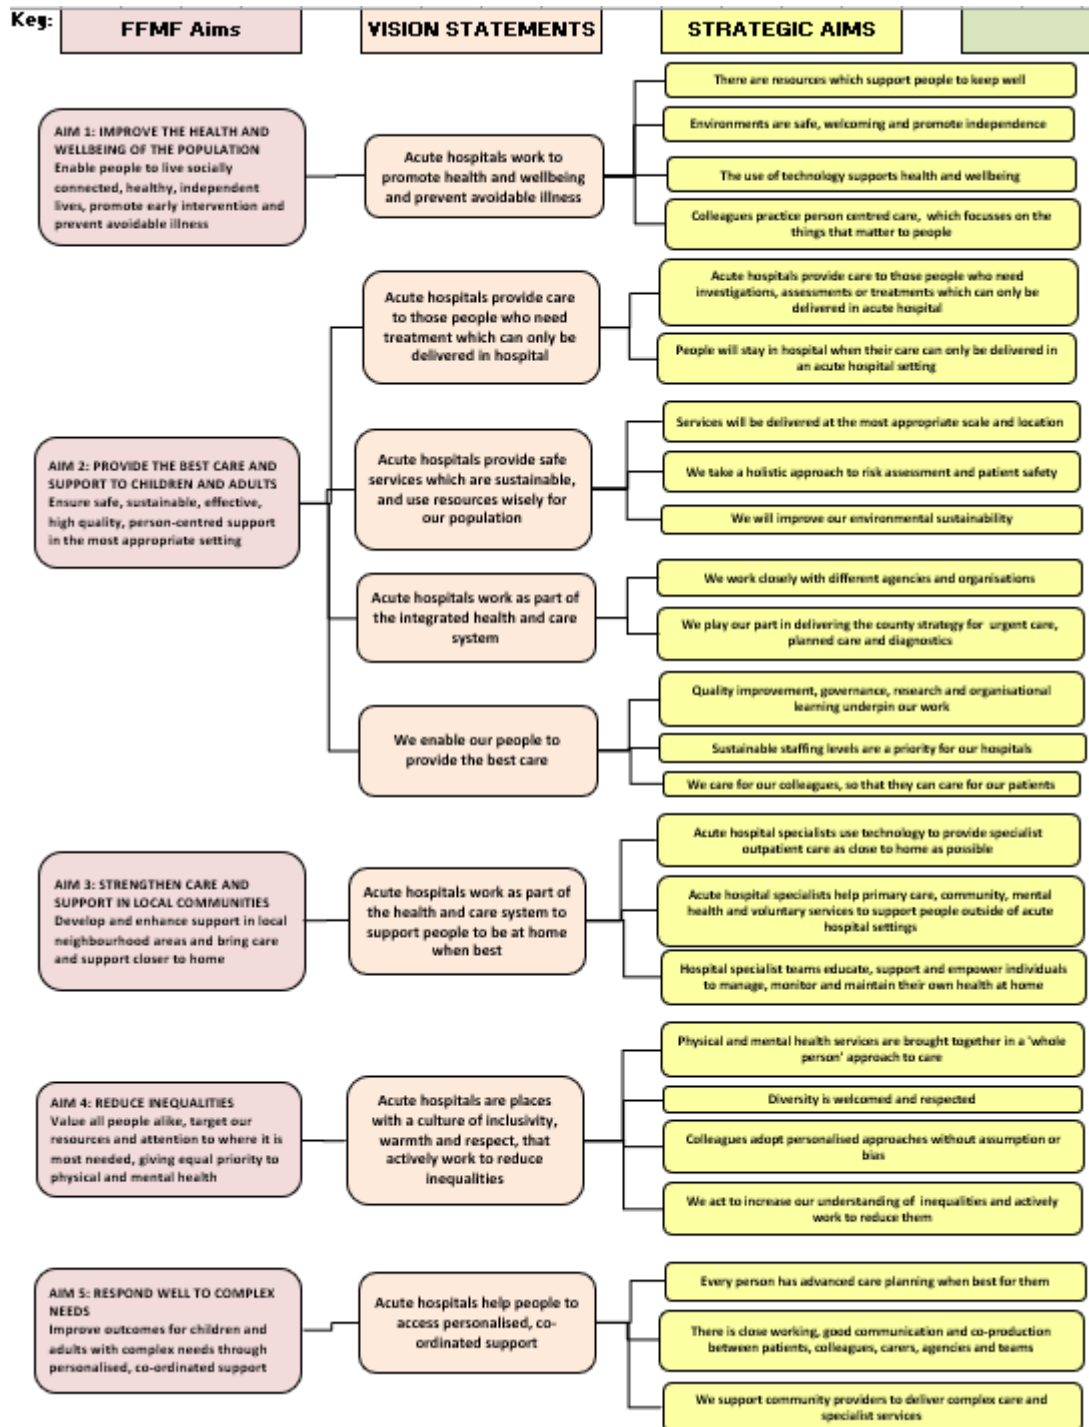 Key:
FFMF Aims
VISION STATEMENTS
STRATEGIC AIMS
AIM 1: IMPROVE THE HEALTH AND
WELLBEING OF THE POPULATION
Enable people to live socially
connected, healthy, independent
lives, promote early intervention and
prevent avoidable illness
Acute hospitals work to
promote health and wellbeing
and prevent avoidable illness
There are resources which support people to keep well
Environments are safe, welcoming and promote independence
The use of technology supports health and wellbeing
Colleagues practice person centred care, which focusses on the
things that matter to people
AIM 2: PROVIDE THE BEST CARE AND
SUPPORT TO CHILDREN AND ADULTS
Ensure safe, sustainable, effective,
high quality, person-centred support
in the most appropriate setting
Acute hospitals provide care
to those people who need
treatment which can only be
delivered in hospital
Acute hospitals provide care to those people who need
investigations, assessments or treatments which can only be
delivered in acute hospital
People will stay in hospital when their care can only be delivered in
an acute hospital setting
Acute hospitals provide safe
services which are sustainable,
and use resources wisely for
our population
Services will be delivered at the most appropriate scale and location
We take a holistic approach to risk assessment and patient safety
We will improve our environmental sustainability
Acute hospitals work as part of
the integrated health and care
system
We work closely with different agencies and organisations
We play our part in delivering the county strategy for urgent care,
planned care and diagnostics
We enable our people to
provide the best care
Quality improvement, governance, research and organisational
learning underpin our work
Sustainable staffing levels are a priority for our hospitals
We care for our colleagues, so that they can care for our patients
AIM 3: STRENGTHEN CARE AND
SUPPORT IN LOCAL COMMUNITIES
Develop and enhance support in local
neighbourhood areas and bring care
and support closer to home
Acute hospitals work as part of
the health and care system to
support people to be at home
when best
Acute hospital specialists use technology to provide specialist
outpatient care as close to home as possible
Acute hospital specialists help primary care, community, mental
health and voluntary services to support people outside of acute
hospital settings
Hospital specialist teams educate, support and empower individuals
to manage, monitor and maintain their own health at home
AIM 4: REDUCE INEQUALITIES
Value all people alike, target our
resources and attention to where it is
most needed, giving equal priority to
physical and mental health
Acute hospitals are places
with a culture of inclusivity,
warmth and respect, that
actively work to reduce
inequalities
Physical and mental health services are brought together in a 'whole
person' approach to care
Diversity is welcomed and respected
Colleagues adopt personalised approaches without assumption or
bias
We act to increase our understanding of inequalities and actively
work to reduce them
AIM 5: RESPOND WELL TO COMPLEX
NEEDS
Improve outcomes for children and
adults with complex needs through
personalised, co-ordinated support
Acute hospitals help people to
access personalised, co-
ordinated support
Every person has advanced care planning when best for them
There is close working, good communication and co-production
between patients, colleagues, carers, agencies and teams
We support community providers to deliver complex care and
specialist services